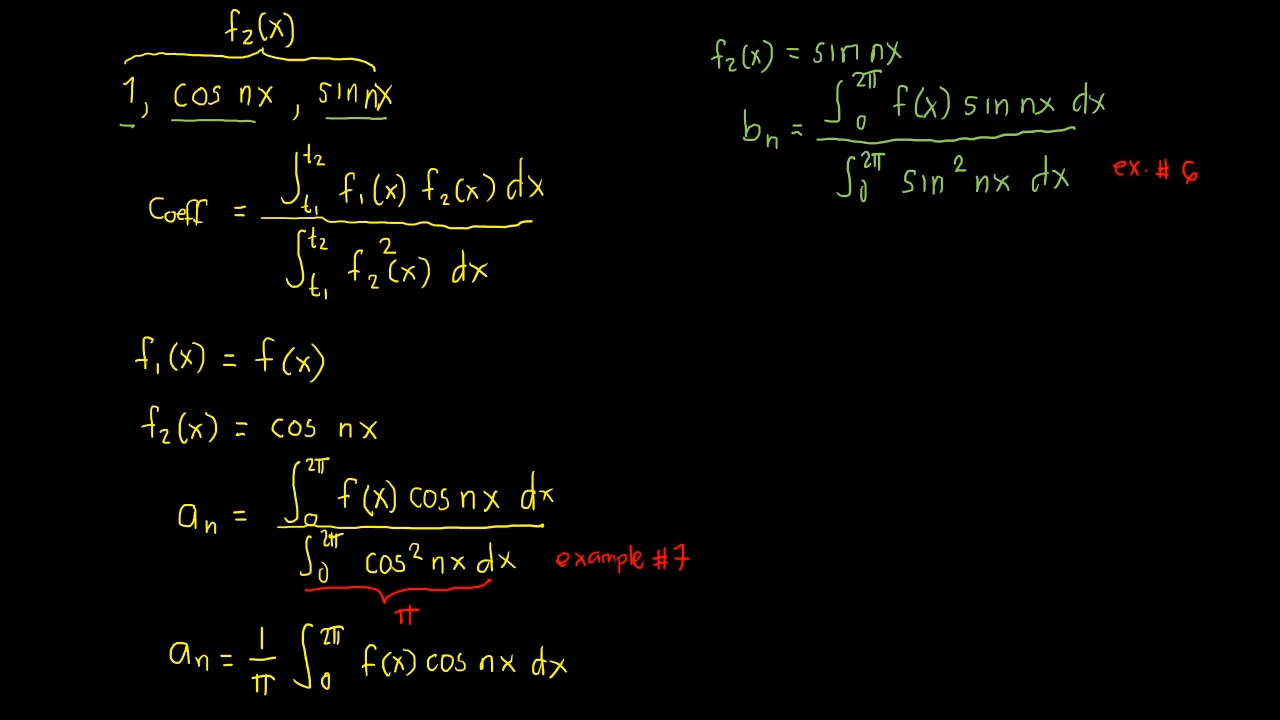 f₂(x)
1, cos nx, sin nx
Coeff = ∫_{t₁}^{t₂} f₁(x) f₂(x) dx / ∫_{t₁}^{t₂} f₂²(x) dx
f₁(x) = f(x)
f₂(x) = cos nx
aₙ = ∫₀^{2π} f(x) cos nx dx / ∫₀^{2π} cos² nx dx example #7
π
aₙ = 1/π ∫₀^{2π} f(x) cos nx dx
f₂(x) = sin nx
bₙ = ∫₀^{2π} f(x) sin nx dx / ∫₀^{2π} sin² nx dx ex. # 6